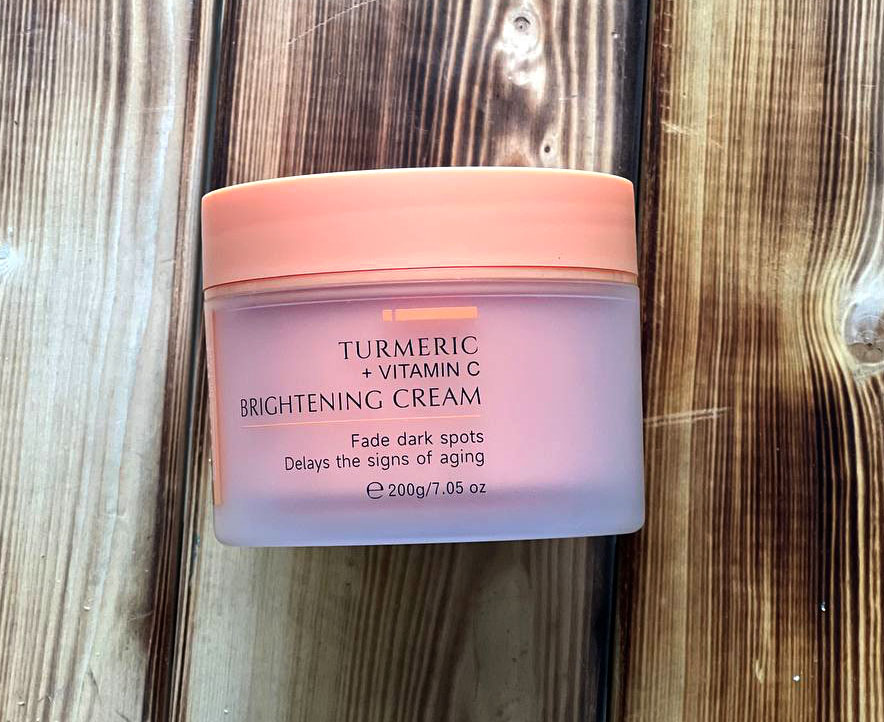 TURMERIC
+ VITAMIN C
BRIGHTENING CREAM
Fade dark spots
Delays the signs of aging
℮ 200g/7.05 oz